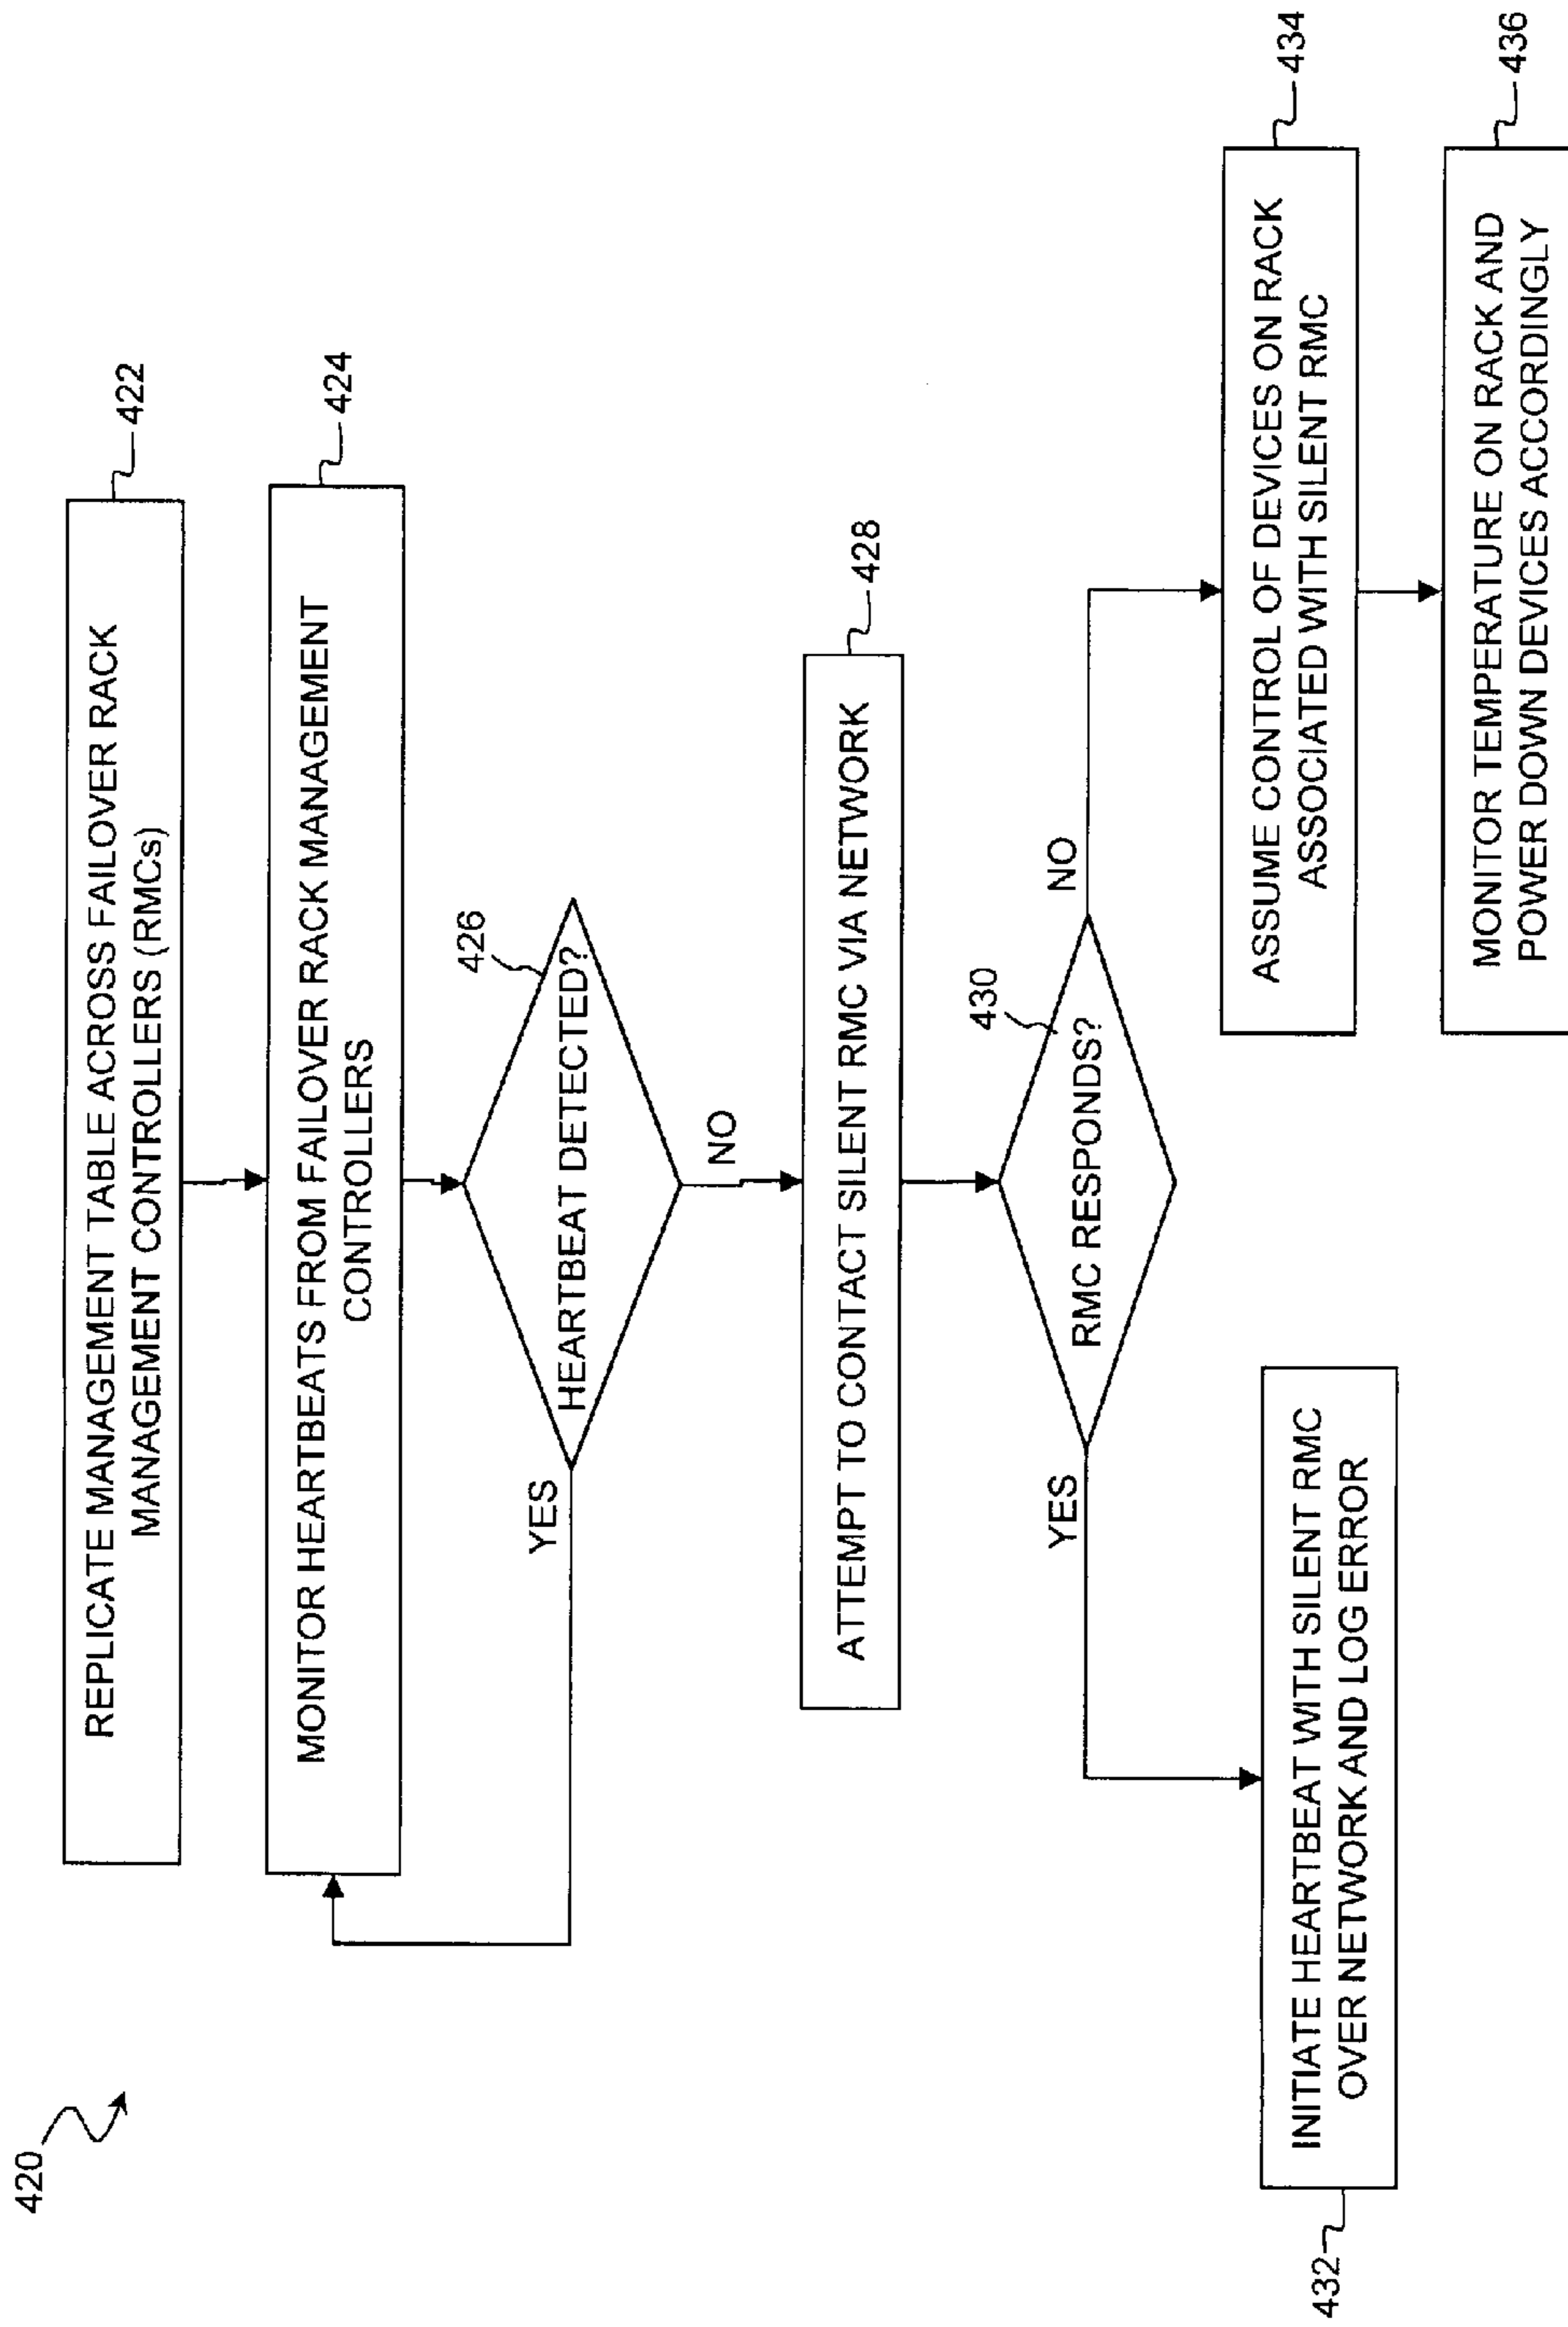 420
REPLICATE MANAGEMENT TABLE ACROSS FAILOVER RACK
MANAGEMENT CONTROLLERS (RMCs)
422
MONITOR HEARTBEATS FROM FAILOVER RACK MANAGEMENT
CONTROLLERS
424
426
HEARTBEAT DETECTED?
YES
NO
ATTEMPT TO CONTACT SILENT RMC VIA NETWORK
428
430
RMC RESPONDS?
YES
NO
INITIATE HEARTBEAT WITH SILENT RMC
OVER NETWORK AND LOG ERROR
432
ASSUME CONTROL OF DEVICES ON RACK
ASSOCIATED WITH SILENT RMC
434
MONITOR TEMPERATURE ON RACK AND
POWER DOWN DEVICES ACCORDINGLY
436